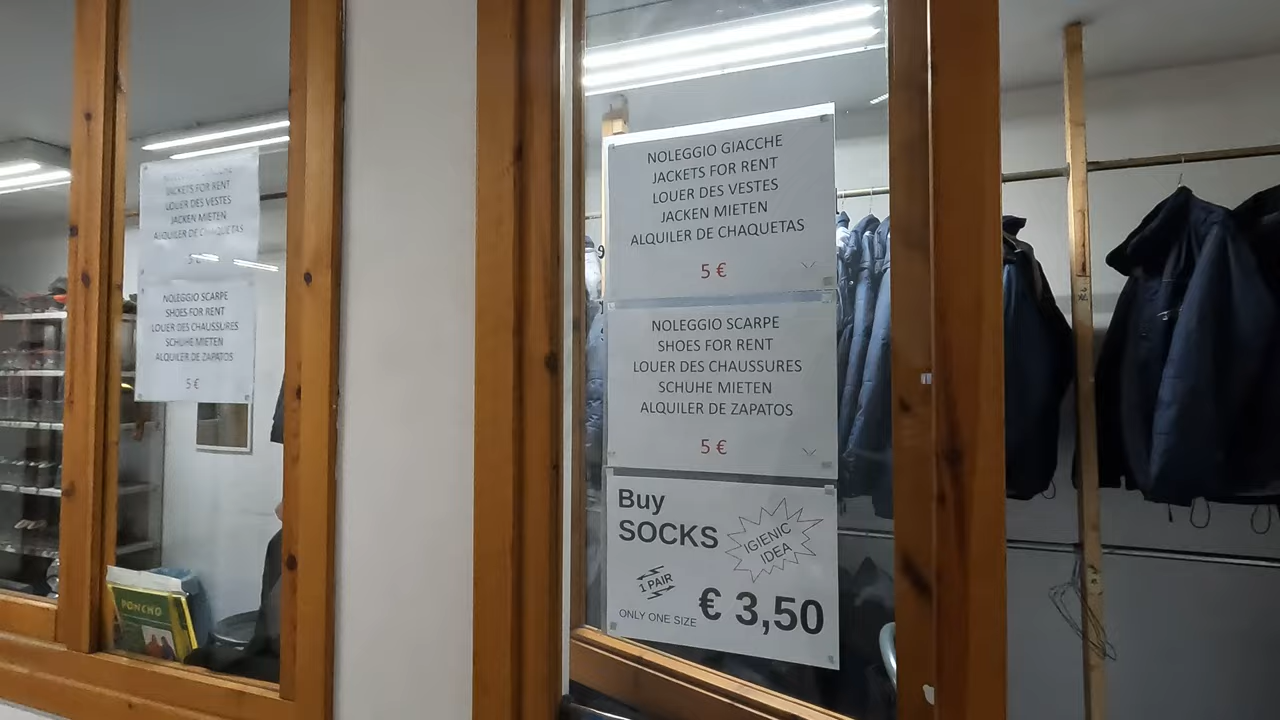 JACKETS FOR RENT
LOUER DES VESTES
JACKEN MIETEN
ALQUILER DE CHAQUETAS
5 €
NOLEGGIO SCARPE
SHOES FOR RENT
LOUER DES CHAUSSURES
SCHUHE MIETEN
ALQUILER DE ZAPATOS
5 €
PONCHO
NOLEGGIO GIACCHE
JACKETS FOR RENT
LOUER DES VESTES
JACKEN MIETEN
ALQUILER DE CHAQUETAS
5 €
NOLEGGIO SCARPE
SHOES FOR RENT
LOUER DES CHAUSSURES
SCHUHE MIETEN
ALQUILER DE ZAPATOS
5 €
Buy
SOCKS
IGIENIC
IDEA
1 PAIR
ONLY ONE SIZE
€ 3,50